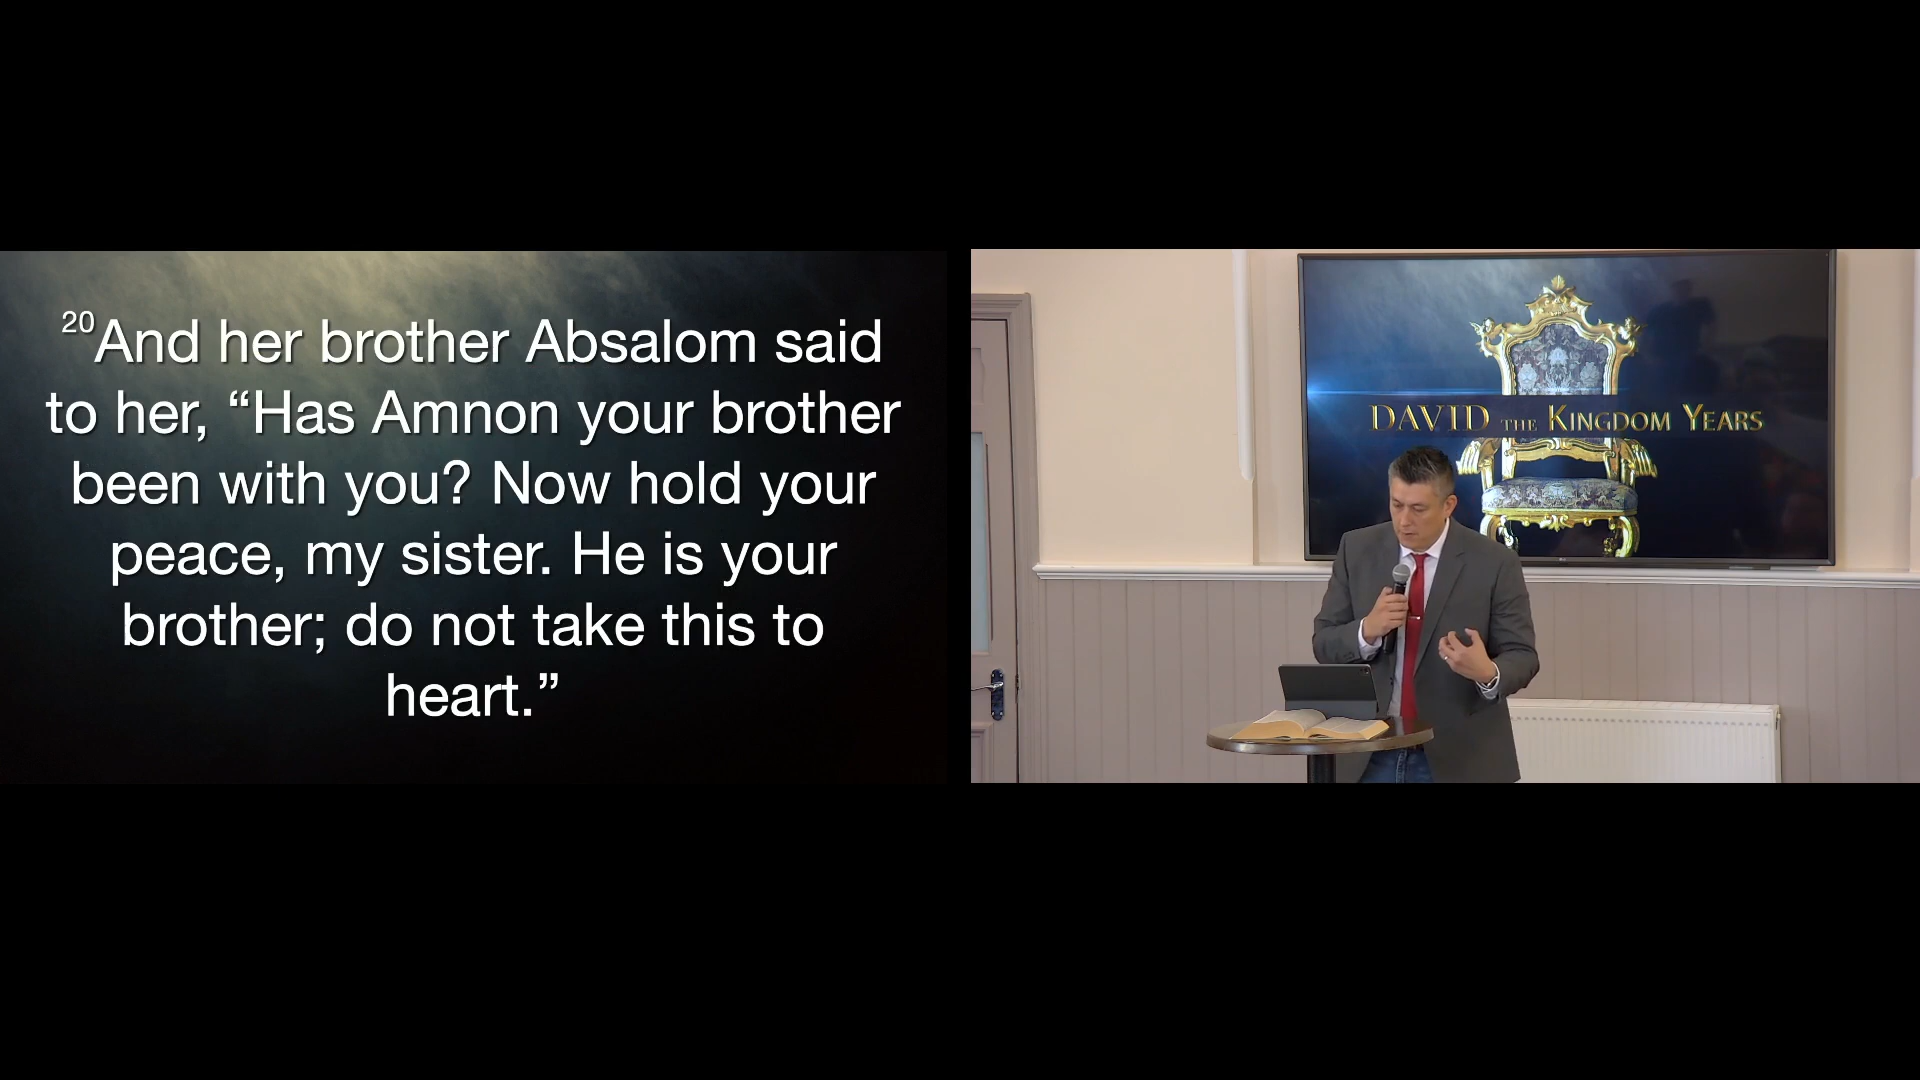 20And her brother Absalom said
to her, “Has Amnon your brother
been with you? Now hold your
peace, my sister. He is your
brother; do not take this to
heart.”
DAVID THE KINGDOM YEARS